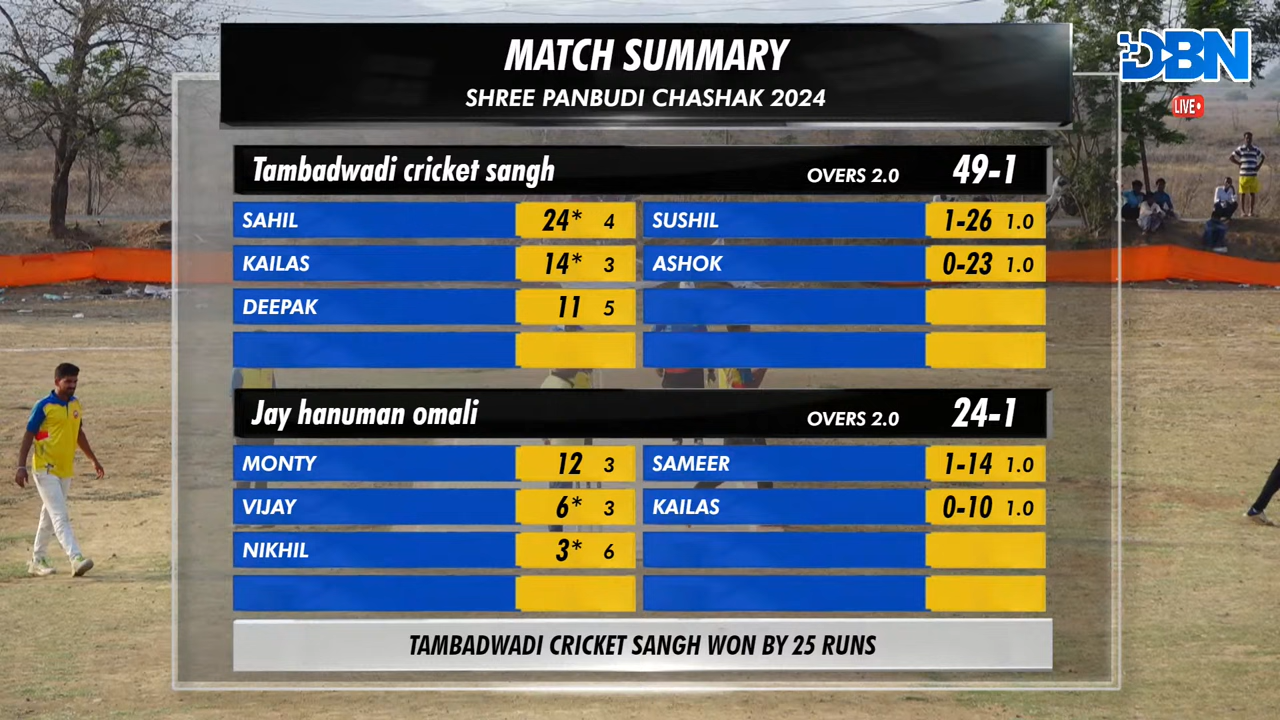 MATCH SUMMARY
SHREE PANBUDI CHASHAK 2024
DBN
LIVE
Tambadwadi cricket sangh OVERS 2.0 49-1
SAHIL 24* 4 SUSHIL 1-26 1.0
KAILAS 14* 3 ASHOK 0-23 1.0
DEEPAK 11 5
Jay hanuman omali OVERS 2.0 24-1
MONTY 12 3 SAMEER 1-14 1.0
VIJAY 6* 3 KAILAS 0-10 1.0
NIKHIL 3* 6
TAMBADWADI CRICKET SANGH WON BY 25 RUNS